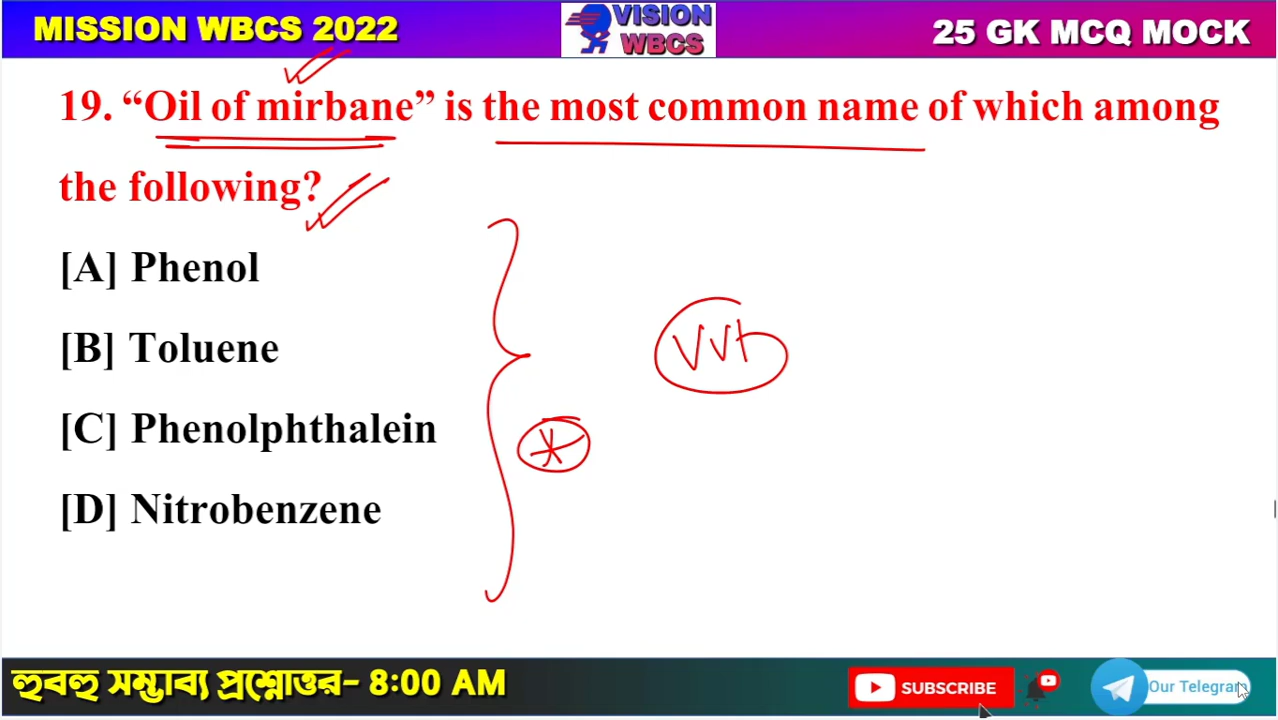 MISSION WBCS 2022
VISION
WBCS
25 GK MCQ MOCK
19. “Oil of mirbane” is the most common name of which among
the following?
[A] Phenol
[B] Toluene
[C] Phenolphthalein
[D] Nitrobenzene
হুবহু সম্ভাব্য প্রশ্নোত্তর- 8:00 AM
SUBSCRIBE
Our Telegram